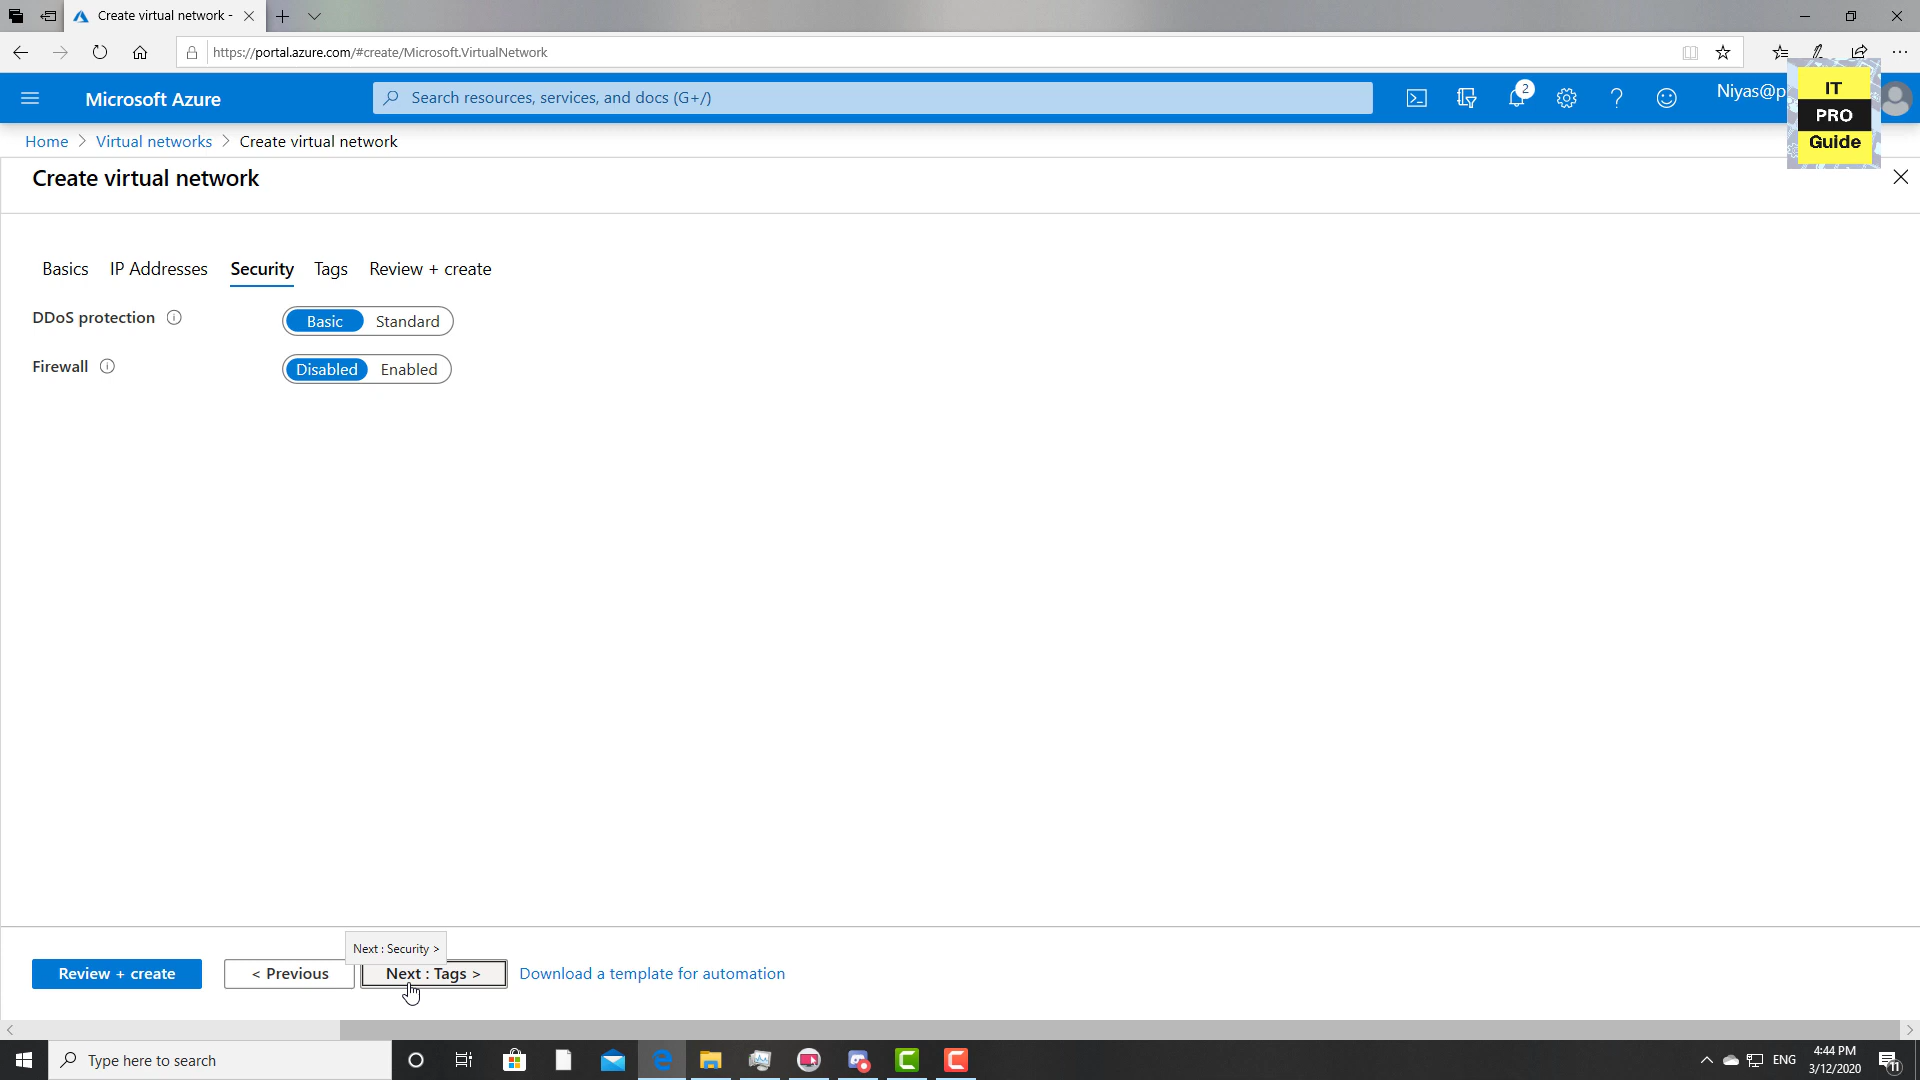 Create virtual network -
https://portal.azure.com/#create/Microsoft.VirtualNetwork
Microsoft Azure
Search resources, services, and docs (G+/)
2
Niyas@p
IT
PRO
Guide
Home > Virtual networks > Create virtual network
Create virtual network
Basics IP Addresses Security Tags Review + create
DDoS protection Basic Standard
Firewall Disabled Enabled
Next : Security >
Review + create < Previous Next : Tags > Download a template for automation
Type here to search
ENG
4:44 PM
3/12/2020
11